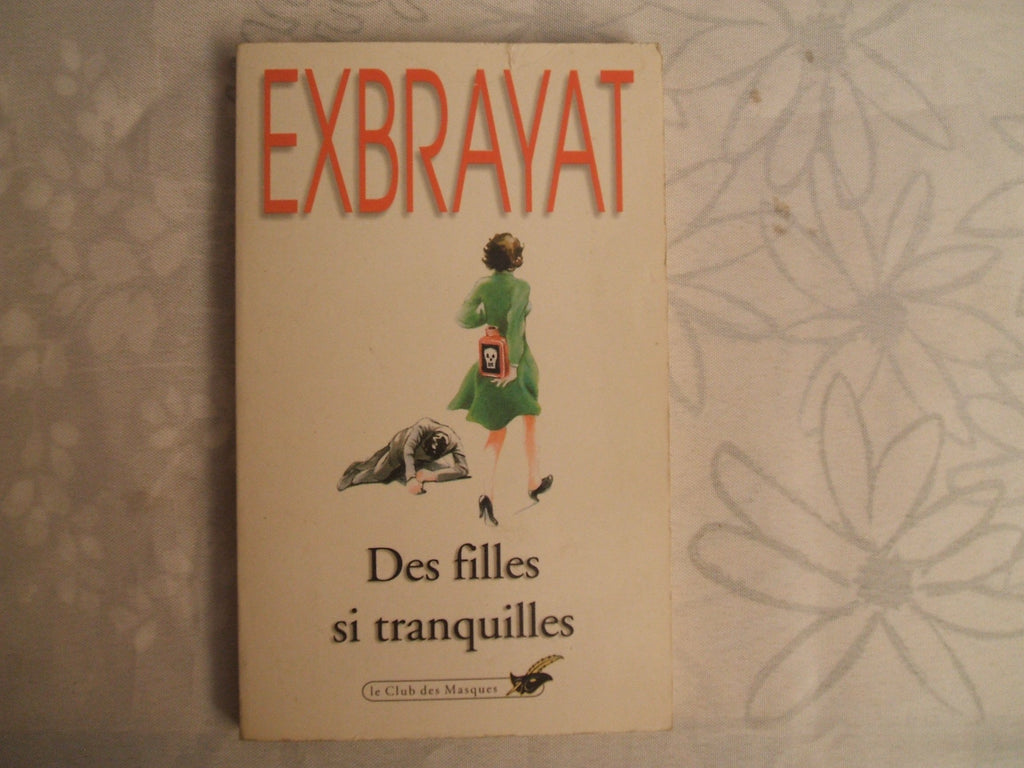 EXBRAYAT
Des filles
si tranquilles
le Club des Masques